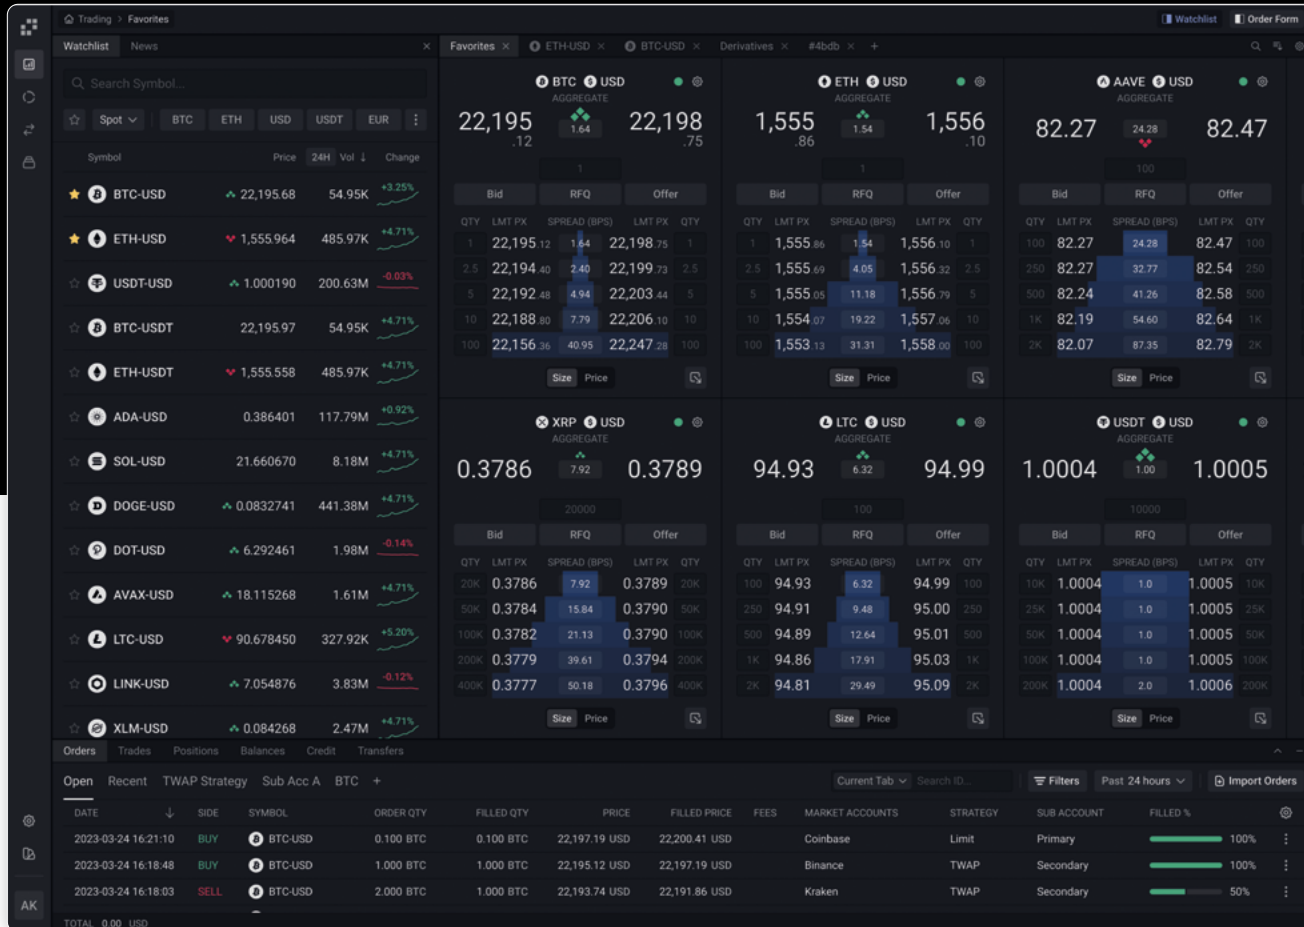 Trading > Favorites
Watchlist Order Form
Watchlist News
Search Symbol...
Spot BTC ETH USD USDT EUR
Symbol Price 24H Vol ↓ Change
BTC-USD 22,195.68 54.95K +3.25%
ETH-USD 1,555.964 485.97K +4.71%
USDT-USD 1.000190 200.63M -0.03%
BTC-USDT 22,195.97 54.95K +4.71%
ETH-USDT 1,555.558 485.97K +4.71%
ADA-USD 0.386401 117.79M +0.92%
SOL-USD 21.660670 8.18M +4.71%
DOGE-USD 0.0832741 441.38M +4.71%
DOT-USD 6.292461 1.98M -0.14%
AVAX-USD 18.115268 1.61M +4.71%
LTC-USD 90.678450 327.92K +5.20%
LINK-USD 7.054876 3.83M -0.12%
XLM-USD 0.084268 2.47M +4.71%
Favorites ETH-USD BTC-USD Derivatives #4bdb +
BTC USD
AGGREGATE
22,195.12 1.64 22,198.75
1
Bid RFQ Offer
QTY LMT PX SPREAD (BPS) LMT PX QTY
1 22,195.12 1.64 22,198.75 1
2.5 22,194.40 2.40 22,199.73 2.5
5 22,192.48 4.94 22,203.44 5
10 22,188.80 7.79 22,206.10 10
100 22,156.36 40.95 22,247.28 100
Size Price
ETH USD
AGGREGATE
1,555.86 1.54 1,556.10
1
Bid RFQ Offer
QTY LMT PX SPREAD (BPS) LMT PX QTY
1 1,555.86 1.54 1,556.10 1
2.5 1,555.69 4.05 1,556.32 2.5
5 1,555.05 11.18 1,556.79 5
10 1,554.07 19.22 1,557.06 10
100 1,553.13 31.31 1,558.00 100
Size Price
AAVE USD
AGGREGATE
82.27 24.28 82.47
100
Bid RFQ Offer
QTY LMT PX SPREAD (BPS) LMT PX QTY
100 82.27 24.28 82.47 100
250 82.27 32.77 82.54 250
500 82.24 41.26 82.58 500
1K 82.19 54.60 82.64 1K
2K 82.07 87.35 82.79 2K
Size Price
XRP USD
AGGREGATE
0.3786 7.92 0.3789
20000
Bid RFQ Offer
QTY LMT PX SPREAD (BPS) LMT PX QTY
20K 0.3786 7.92 0.3789 20K
50K 0.3784 15.84 0.3790 50K
100K 0.3782 21.13 0.3790 100K
200K 0.3779 39.61 0.3794 200K
400K 0.3777 50.18 0.3796 400K
Size Price
LTC USD
AGGREGATE
94.93 6.32 94.99
100
Bid RFQ Offer
QTY LMT PX SPREAD (BPS) LMT PX QTY
100 94.93 6.32 94.99 100
250 94.91 9.48 95.00 250
500 94.89 12.64 95.01 500
1K 94.86 17.91 95.03 1K
2K 94.81 29.49 95.09 2K
Size Price
USDT USD
AGGREGATE
1.0004 1.00 1.0005
10000
Bid RFQ Offer
QTY LMT PX SPREAD (BPS) LMT PX QTY
10K 1.0004 1.0 1.0005 10K
25K 1.0004 1.0 1.0005 25K
50K 1.0004 1.0 1.0005 50K
100K 1.0004 1.0 1.0005 100K
200K 1.0004 2.0 1.0006 200K
Size Price
Orders Trades Positions Balances Credit Transfers
Open Recent TWAP Strategy Sub Acc A BTC + Current Tab Search ID... Filters Past 24 hours Import Orders
DATE ↓ SIDE SYMBOL ORDER QTY FILLED QTY PRICE FILLED PRICE FEES MARKET ACCOUNTS STRATEGY SUB ACCOUNT FILLED %
2023-03-24 16:21:10 BUY BTC-USD 0.100 BTC 0.100 BTC 22,197.19 USD 22,200.41 USD Coinbase Limit Primary 100%
2023-03-24 16:18:48 BUY BTC-USD 1.000 BTC 1.000 BTC 22,195.12 USD 22,197.19 USD Binance TWAP Secondary 100%
2023-03-24 16:18:03 SELL BTC-USD 2.000 BTC 1.000 BTC 22,193.74 USD 22,191.86 USD Kraken TWAP Secondary 50%
AK
TOTAL 0.00 USD